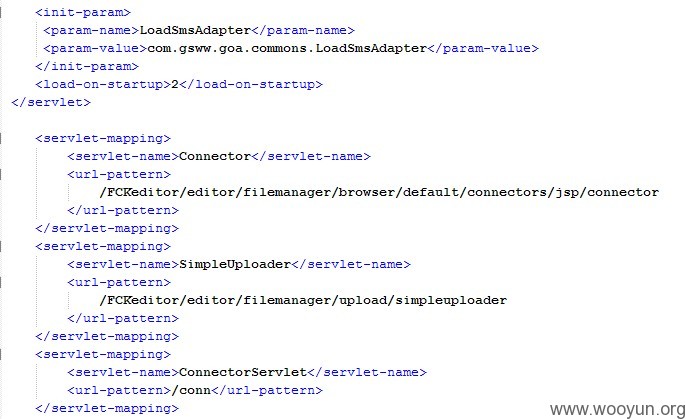 <init-param>
<param-name>LoadSmsAdapter</param-name>
<param-value>com.gsww.goa.commons.LoadSmsAdapter</param-value>
</init-param>
<load-on-startup>2</load-on-startup>
</servlet>
<servlet-mapping>
<servlet-name>Connector</servlet-name>
<url-pattern>
/FCKeditor/editor/filemanager/browser/default/connectors/jsp/connector
</url-pattern>
</servlet-mapping>
<servlet-mapping>
<servlet-name>SimpleUploader</servlet-name>
<url-pattern>
/FCKeditor/editor/filemanager/upload/simpleuploader
</url-pattern>
</servlet-mapping>
<servlet-mapping>
<servlet-name>ConnectorServlet</servlet-name>
<url-pattern>/conn</url-pattern>
</servlet-mapping>
www.wooyun.org